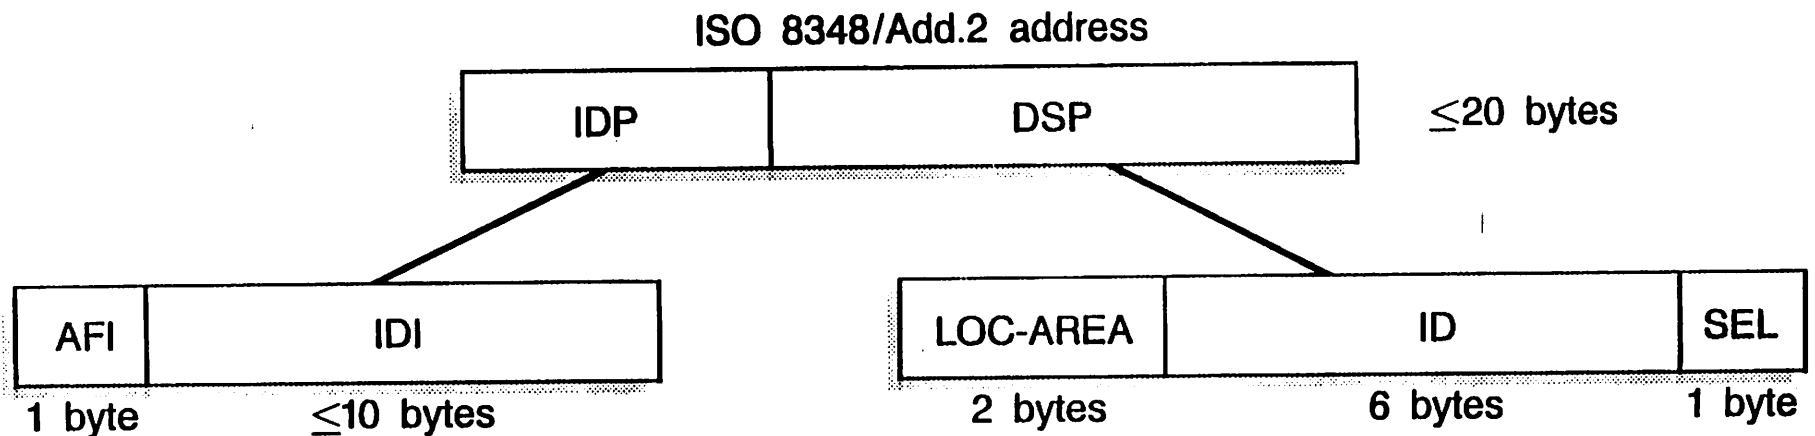 ISO 8348/Add.2 address
IDP DSP ≤20 bytes
AFI IDI LOC-AREA ID SEL
1 byte ≤10 bytes 2 bytes 6 bytes 1 byte